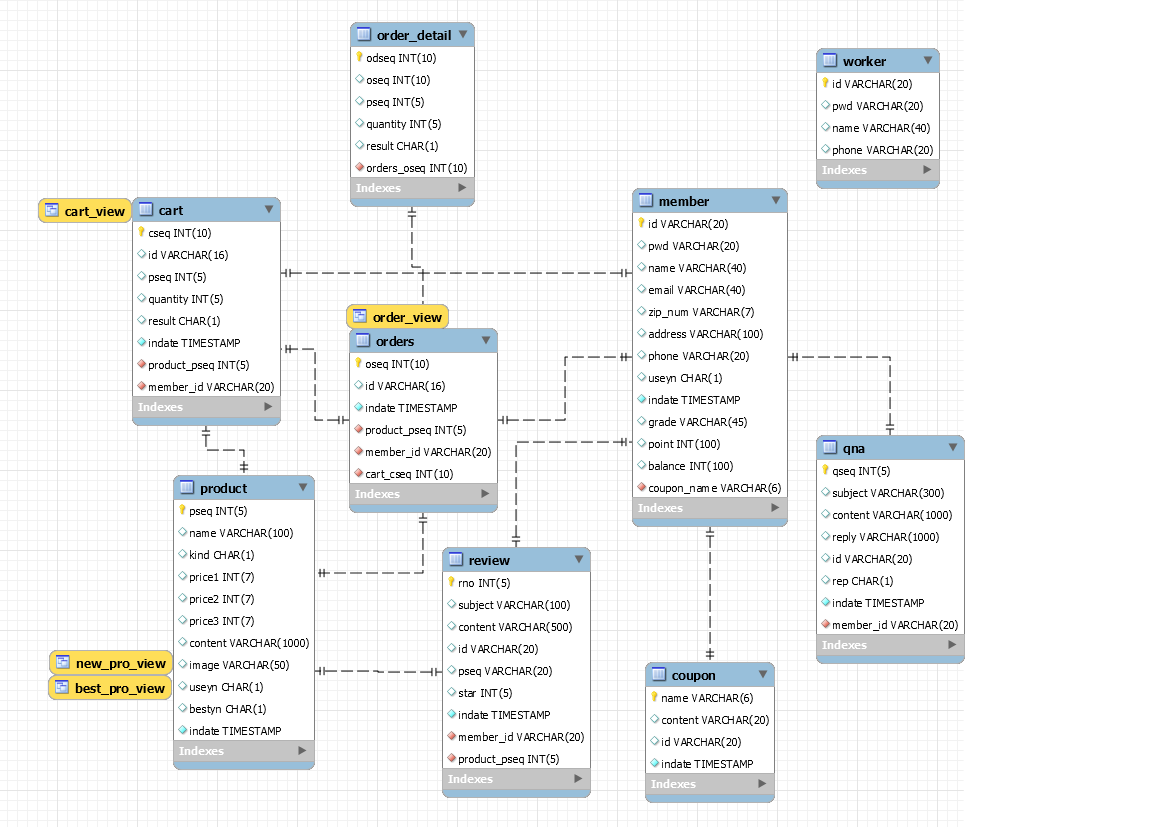 order_detail
odseq INT(10)
oseq INT(10)
pseq INT(5)
quantity INT(5)
result CHAR(1)
orders_oseq INT(10)
Indexes
worker
id VARCHAR(20)
pwd VARCHAR(20)
name VARCHAR(40)
phone VARCHAR(20)
Indexes
cart_view
cart
cseq INT(10)
id VARCHAR(16)
pseq INT(5)
quantity INT(5)
result CHAR(1)
indate TIMESTAMP
product_pseq INT(5)
member_id VARCHAR(20)
Indexes
member
id VARCHAR(20)
pwd VARCHAR(20)
name VARCHAR(40)
email VARCHAR(40)
zip_num VARCHAR(7)
address VARCHAR(100)
phone VARCHAR(20)
useyn CHAR(1)
indate TIMESTAMP
grade VARCHAR(45)
point INT(100)
balance INT(100)
coupon_name VARCHAR(6)
Indexes
order_view
orders
oseq INT(10)
id VARCHAR(16)
indate TIMESTAMP
product_pseq INT(5)
member_id VARCHAR(20)
cart_cseq INT(10)
Indexes
qna
qseq INT(5)
subject VARCHAR(300)
content VARCHAR(1000)
reply VARCHAR(1000)
id VARCHAR(20)
rep CHAR(1)
indate TIMESTAMP
member_id VARCHAR(20)
Indexes
product
pseq INT(5)
name VARCHAR(100)
kind CHAR(1)
price1 INT(7)
price2 INT(7)
price3 INT(7)
content VARCHAR(1000)
image VARCHAR(50)
useyn CHAR(1)
bestyn CHAR(1)
indate TIMESTAMP
Indexes
new_pro_view
best_pro_view
review
rno INT(5)
subject VARCHAR(100)
content VARCHAR(500)
id VARCHAR(20)
pseq VARCHAR(20)
star INT(5)
indate TIMESTAMP
member_id VARCHAR(20)
product_pseq INT(5)
Indexes
coupon
name VARCHAR(6)
content VARCHAR(20)
id VARCHAR(20)
indate TIMESTAMP
Indexes